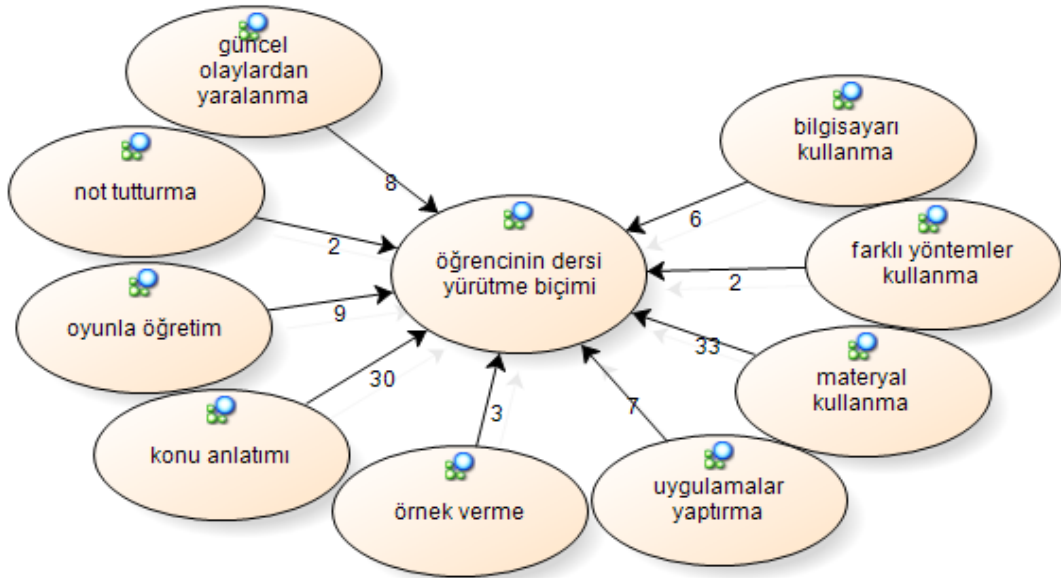 güncel
olaylardan
yaralanma
8
not tutturma
2
oyunla öğretim
9
konu anlatımı
30
örnek verme
3
öğrencinin dersi
yürütme biçimi
bilgisayarı
kullanma
6
farklı yöntemler
kullanma
2
materyal
kullanma
33
uygulamalar
yaptırma
7